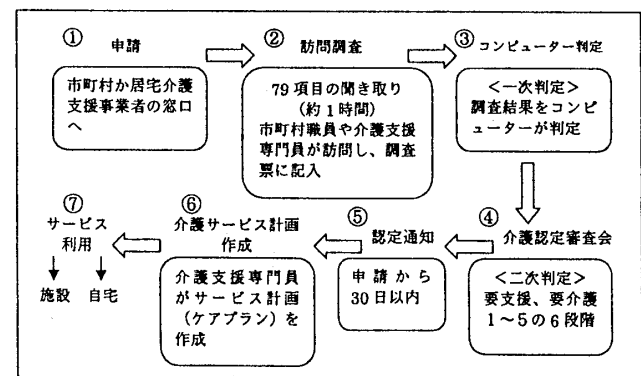 ① 申請
市町村か居宅介護
支援事業者の窓口
へ
② 訪問調査
79項目の聞き取り
(約1時間)
市町村職員や介護支援
専門員が訪問し、調査
票に記入
③ コンピューター判定
<一次判定>
調査結果をコンピ
ューターが判定
④ 介護認定審査会
<二次判定>
要支援、要介護
1~5の6段階
⑤ 認定通知
申請から
30日以内
⑥ 介護サービス計画
作成
介護支援専門員
がサービス計画
(ケアプラン)を
作成
⑦ サービス
利用
施設 自宅